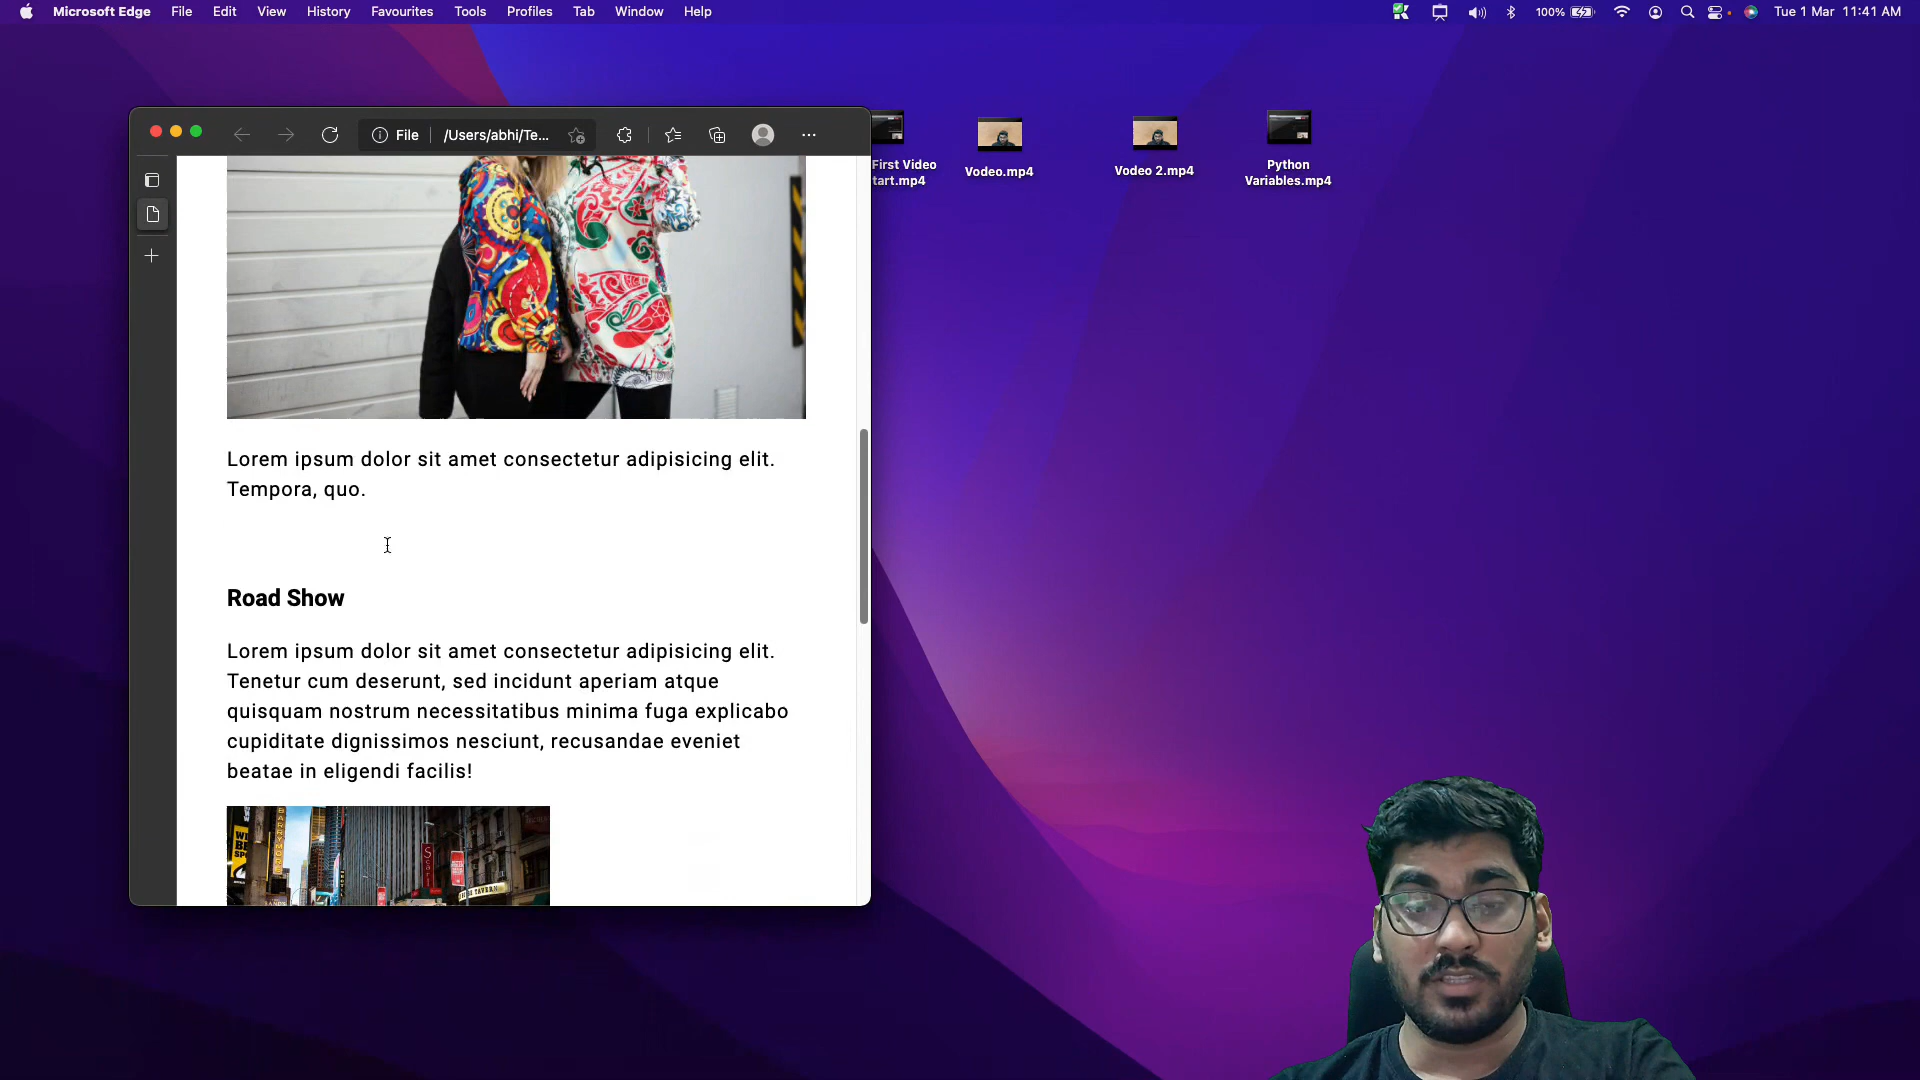 Microsoft Edge File Edit View History Favourites Tools Profiles Tab Window Help 100% Tue 1 Mar 11:41 AM
File /Users/abhi/Te...
First Video
tart.mp4
Vodeo.mp4
Vodeo 2.mp4
Python
Variables.mp4
Lorem ipsum dolor sit amet consectetur adipisicing elit.
Tempora, quo.
Road Show
Lorem ipsum dolor sit amet consectetur adipisicing elit.
Tenetur cum deserunt, sed incidunt aperiam atque
quisquam nostrum necessitatibus minima fuga explicabo
cupiditate dignissimos nesciunt, recusandae eveniet
beatae in eligendi facilis!
BARRYMORE